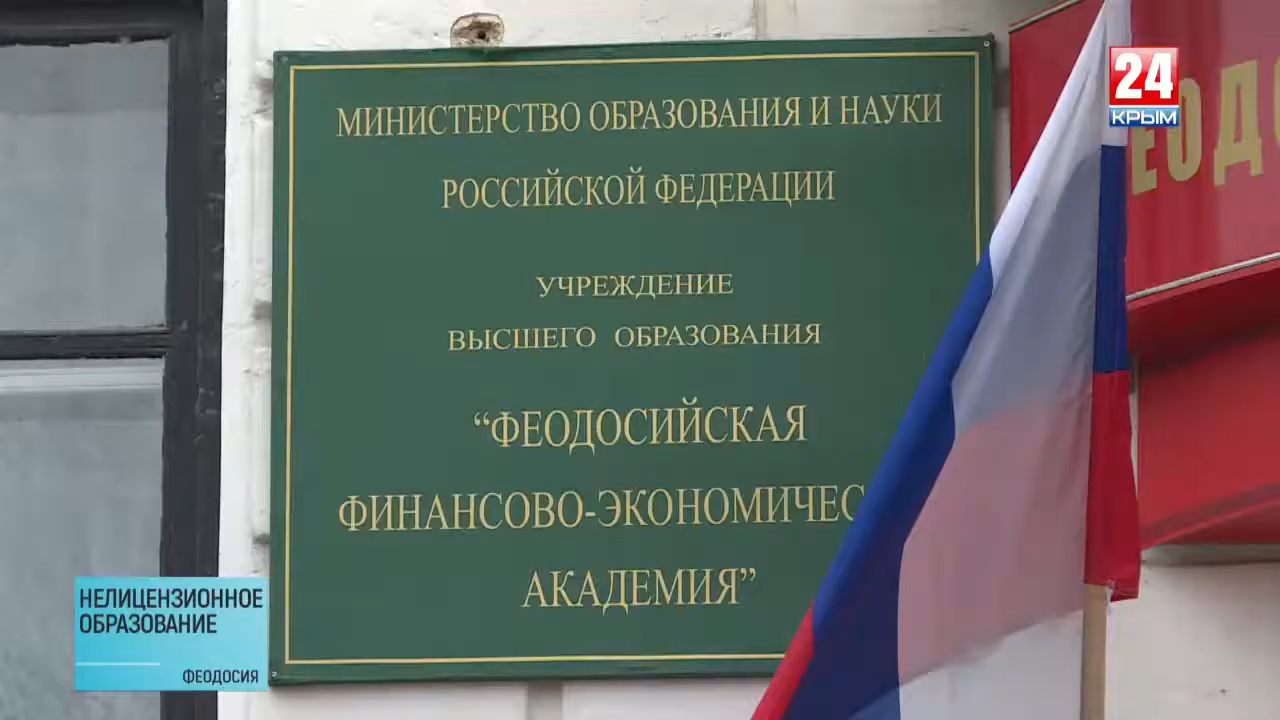 МИНИСТЕРСТВО ОБРАЗОВАНИЯ И НАУКИ
РОССИЙСКОЙ ФЕДЕРАЦИИ
УЧРЕЖДЕНИЕ
ВЫСШЕГО ОБРАЗОВАНИЯ
“ФЕОДОСИЙСКАЯ
ФИНАНСОВО-ЭКОНОМИЧЕС
АКАДЕМИЯ”
24
КРЫМ
НЕЛИЦЕНЗИОННОЕ
ОБРАЗОВАНИЕ
ФЕОДОСИЯ